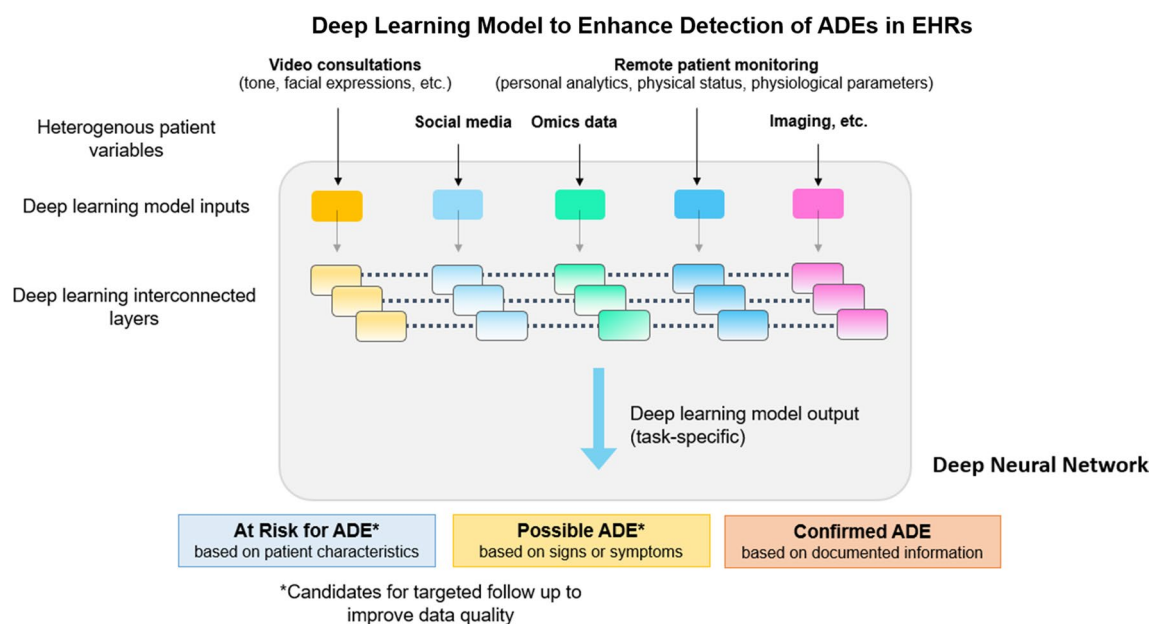 Deep Learning Model to Enhance Detection of ADEs in EHRs
Video consultations
(tone, facial expressions, etc.)
Remote patient monitoring
(personal analytics, physical status, physiological parameters)
Heterogenous patient
variables
Social media
Omics data
Imaging, etc.
Deep learning model inputs
Deep learning interconnected
layers
Deep learning model output
(task-specific)
Deep Neural Network
At Risk for ADE*
based on patient characteristics
Possible ADE*
based on signs or symptoms
Confirmed ADE
based on documented information
*Candidates for targeted follow up to
improve data quality